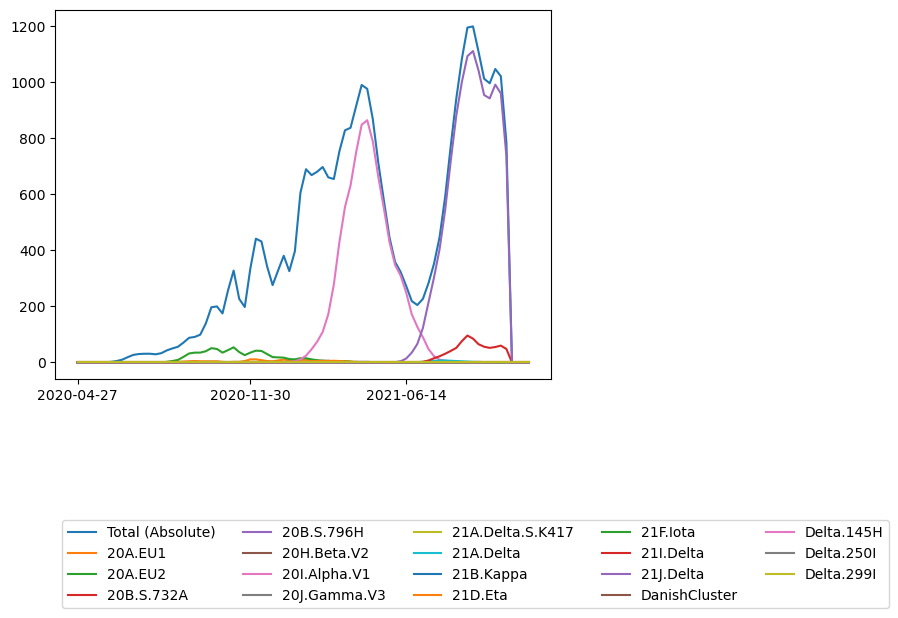 1200
1000
800
600
400
200
0
2020-04-27 2020-11-30 2021-06-14
Total (Absolute) 20B.S.796H 21A.Delta.S.K417 21F.Iota Delta.145H
20A.EU1 20H.Beta.V2 21A.Delta 21I.Delta Delta.250I
20A.EU2 20I.Alpha.V1 21B.Kappa 21J.Delta Delta.299I
20B.S.732A 20J.Gamma.V3 21D.Eta DanishCluster